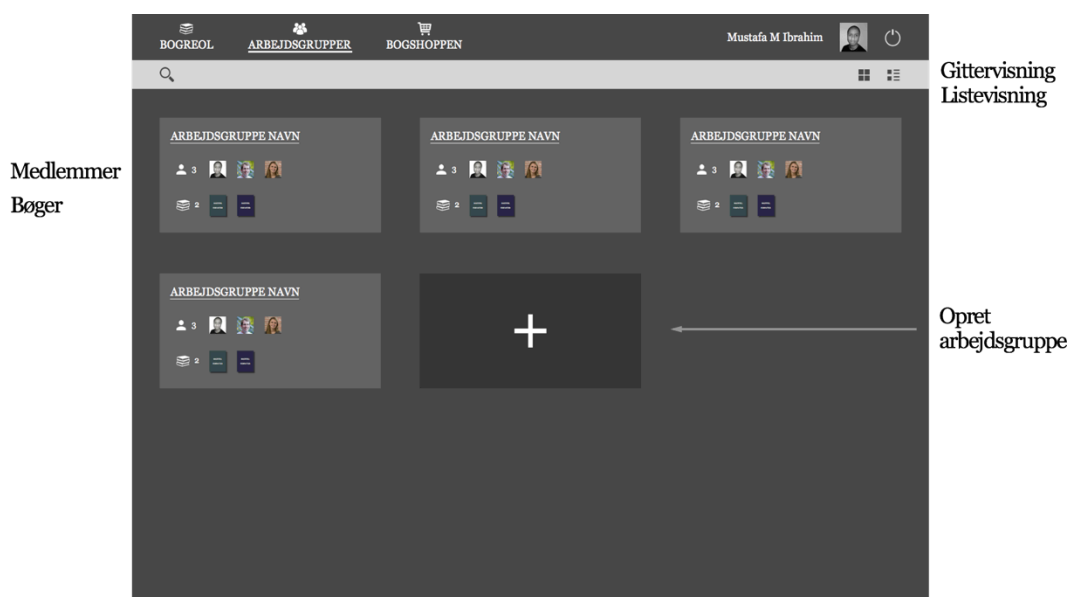 BOGREOL
ARBEJDSGRUPPER
BOGSHOPPEN
Mustafa M Ibrahim
Gittervisning
Listevisning
Medlemmer
Bøger
ARBEJDSGRUPPE NAVN
3
2
ARBEJDSGRUPPE NAVN
3
2
ARBEJDSGRUPPE NAVN
3
2
ARBEJDSGRUPPE NAVN
3
2
Opret
arbejdsgruppe